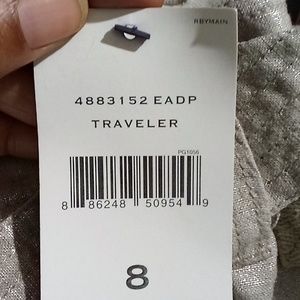 RBYMAIN
4883152 EADP
TRAVELER
PG1056
8 86248 50954 9
8